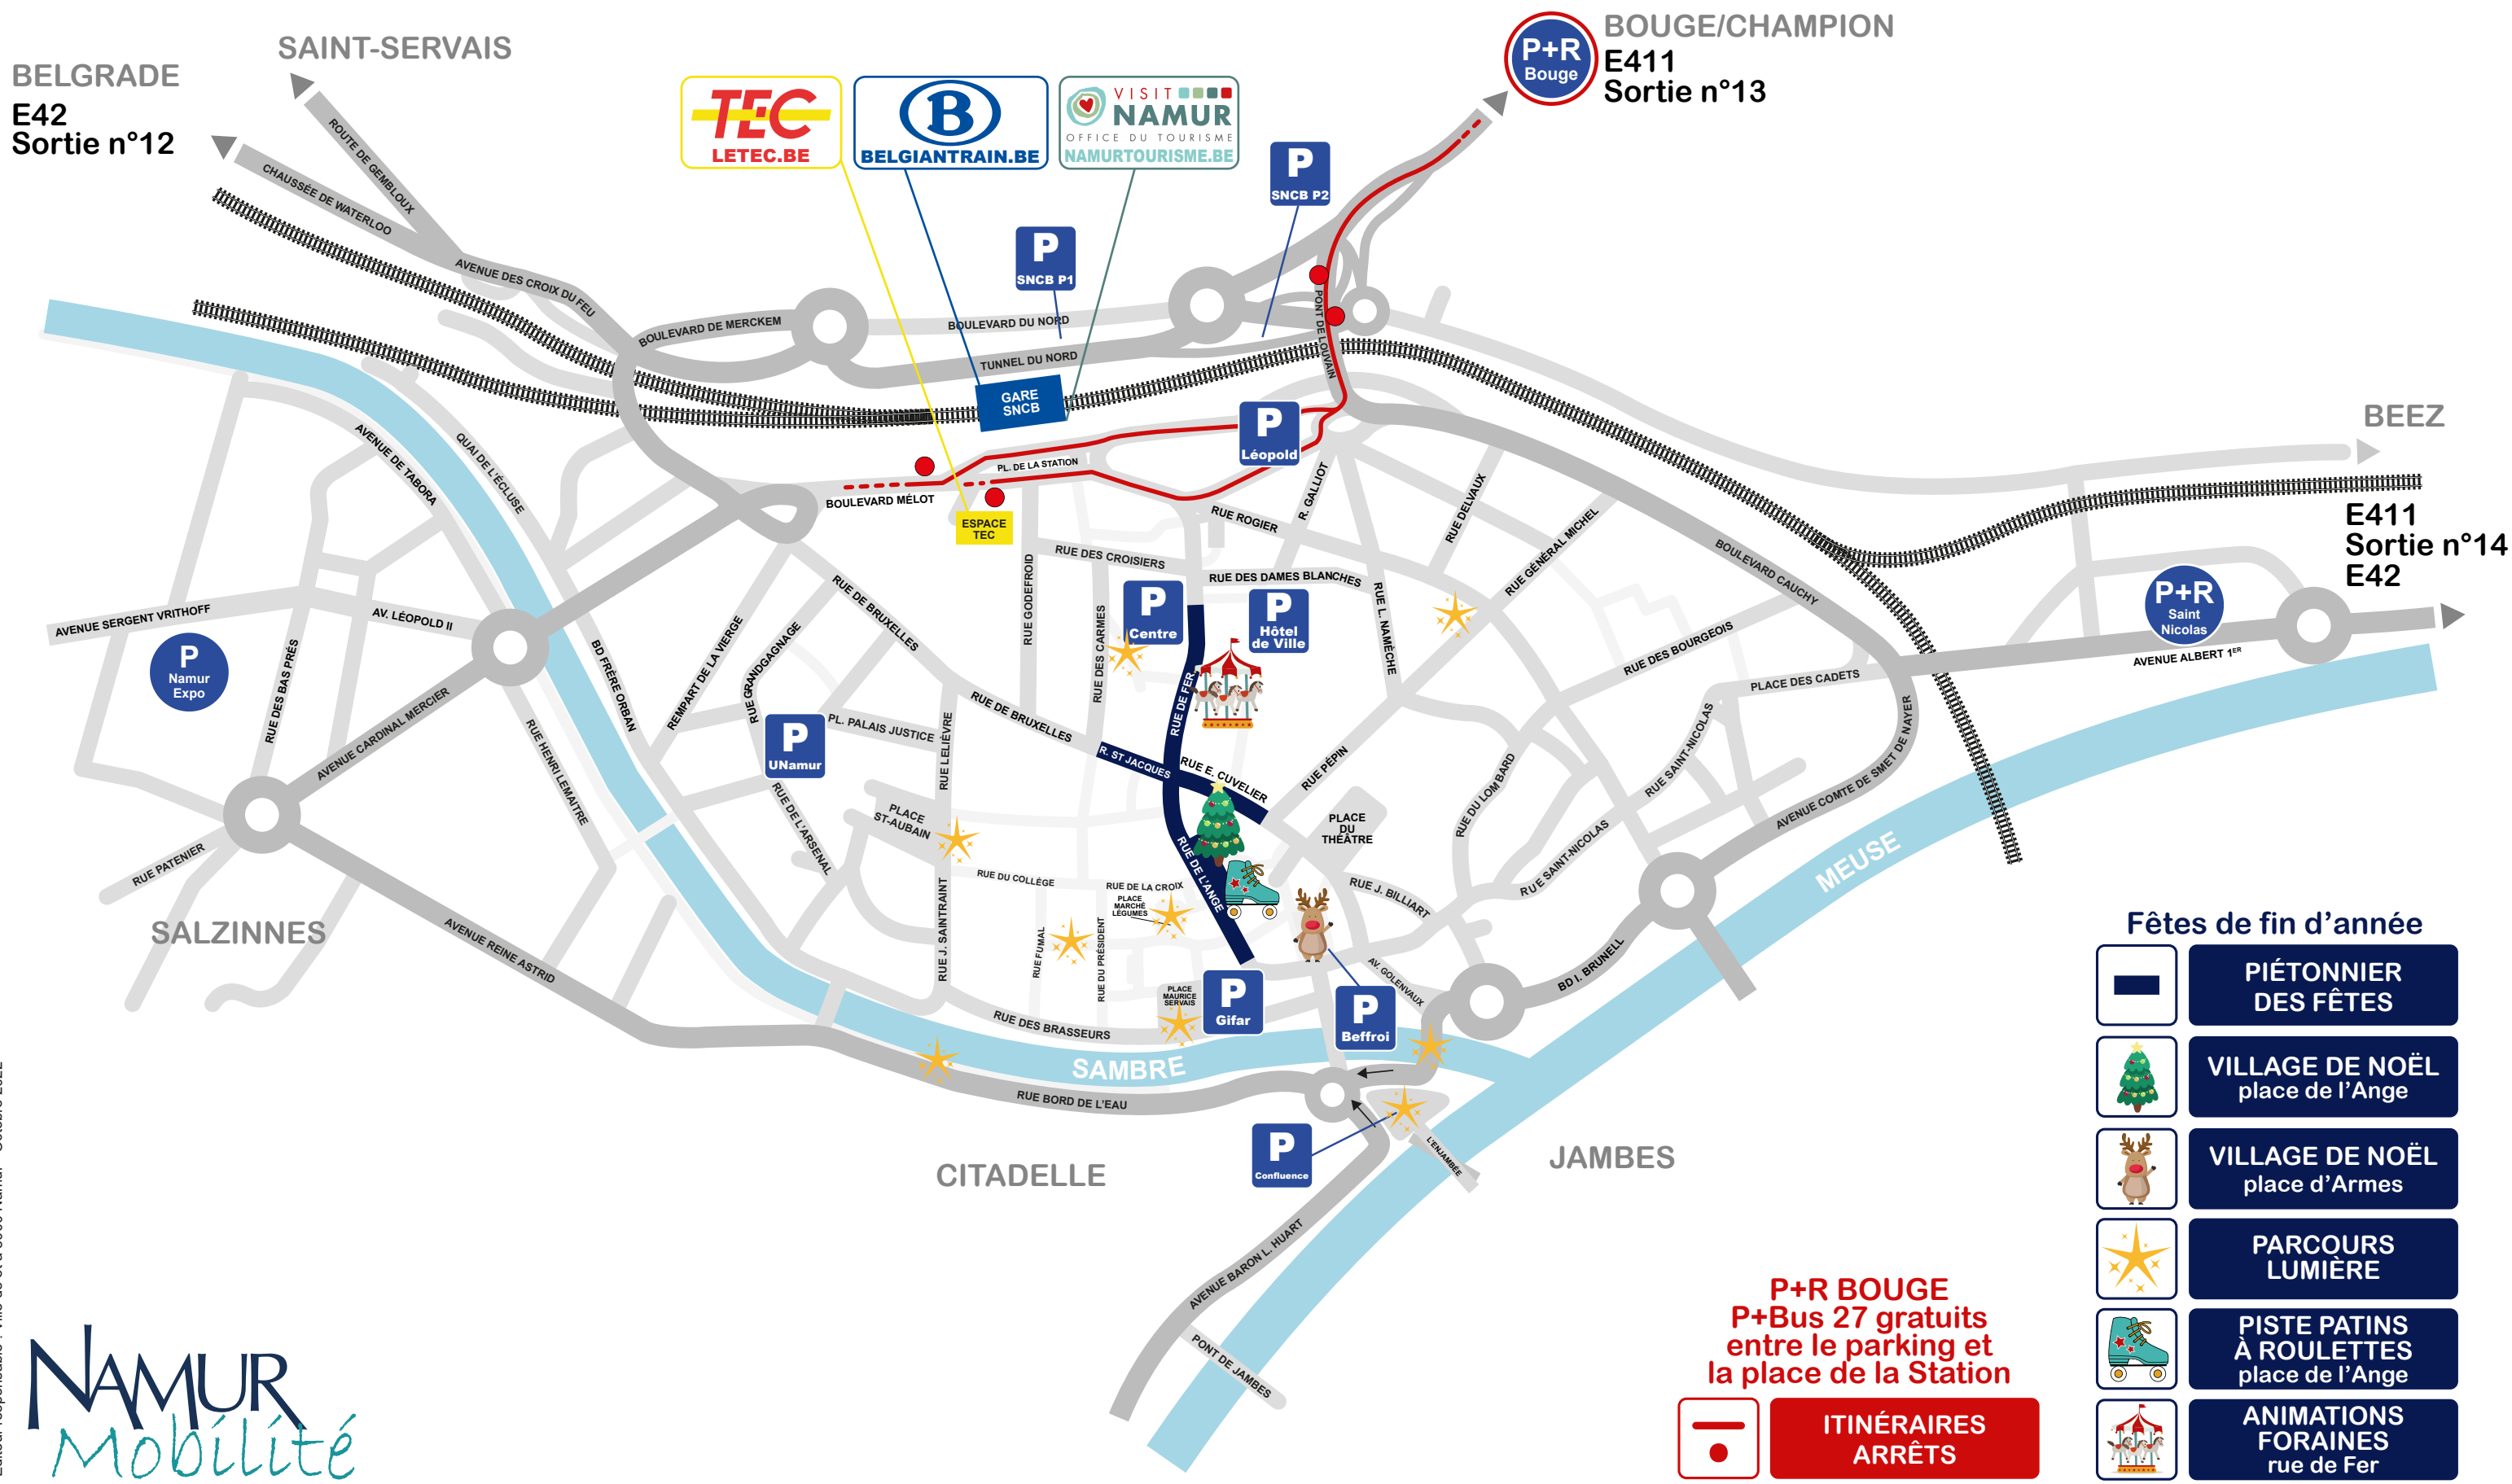 SAINT-SERVAIS
BELGRADE
E42
Sortie n°12
ROUTE DE GEMBLOUX
CHAUSSÉE DE WATERLOO
TEC
LETEC.BE
B
BELGIANTRAIN.BE
VISIT
NAMUR
OFFICE DU TOURISME
NAMURTOURISME.BE
P+R
Bouge
BOUGE/CHAMPION
E411
Sortie n°13
P
SNCB P2
P
SNCB P1
AVENUE DES CROIX DU FEU
BOULEVARD DE MERCKEM
BOULEVARD DU NORD
TUNNEL DU NORD
PONT DE LOUVAIN
GARE
SNCB
P
Léopold
PL. DE LA STATION
BOULEVARD MÉLOT
ESPACE
TEC
BEEZ
E411
Sortie n°14
E42
P+R
Saint
Nicolas
AVENUE ALBERT 1ER
BOULEVARD CAUCHY
AVENUE DE TABORA
QUAI DE L'ÉCLUSE
R. GALLIOT
RUE ROGIER
RUE DELVAUX
RUE GÉNÉRAL MICHEL
RUE DES CROISIERS
RUE DES DAMES BLANCHES
RUE GODEFROID
RUE DES CARMES
P
Centre
P
Hôtel
de Ville
RUE L. NAMÈCHE
RUE DES BOURGEOIS
PLACE DES CADETS
AVENUE SERGENT VRITHOFF
AV. LÉOPOLD II
P
Namur
Expo
RUE DES BAS PRÉS
AVENUE CARDINAL MERCIER
BD FRÈRE ORBAN
RUE HENRI LEMAITRE
REMPART DE LA VIERGE
RUE GRANDGAGNAGE
RUE DE BRUXELLES
RUE DE BRUXELLES
PL. PALAIS JUSTICE
RUE LELIÈVRE
P
UNamur
RUE DE FER
R. ST JACQUES
RUE E. CUVELIER
RUE PÉPIN
PLACE
DU
THÉÂTRE
RUE DU LOMBARD
RUE SAINT-NICOLAS
RUE SAINT-NICOLAS
AVENUE COMTE DE SMET DE NAYER
MEUSE
RUE DE L'ARSENAL
PLACE
ST-AUBAIN
RUE DE L'ANGE
RUE DU COLLÈGE
RUE DE LA CROIX
PLACE
MARCHÉ
LÉGUMES
RUE J. BILLIART
RUE PATENIER
SALZINNES
AVENUE REINE ASTRID
RUE J. SAINTRAINT
RUE FUMAL
RUE DU PRÉSIDENT
PLACE
MAURICE
SERVAIS
P
Gifar
AV. GOLENVAUX
P
Beffroi
BD I. BRUNELL
RUE DES BRASSEURS
SAMBRE
RUE BORD DE L'EAU
CITADELLE
P
Confluence
L'ENJAMBÉE
JAMBES
AVENUE BARON L. HUART
PONT DE JAMBES
Fêtes de fin d'année
PIÉTONNIER
DES FÊTES
VILLAGE DE NOËL
place de l'Ange
VILLAGE DE NOËL
place d'Armes
PARCOURS
LUMIÈRE
PISTE PATINS
À ROULETTES
place de l'Ange
ANIMATIONS
FORAINES
rue de Fer
P+R BOUGE
P+Bus 27 gratuits
entre le parking et
la place de la Station
ITINÉRAIRES
ARRÊTS
NAMUR
Mobilité